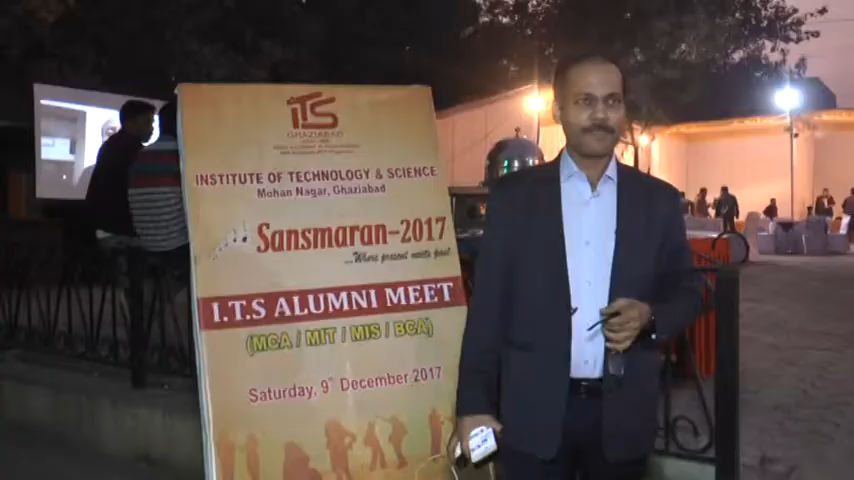 ITS
GHAZIABAD
INSTITUTE OF TECHNOLOGY & SCIENCE
MOHAN NAGAR, GHAZIABAD
Sansmaran-2017
...Where present meets past!
I.T.S ALUMNI MEET
(MCA / MIT / MIS / BCA)
Saturday, 9th December, 2017